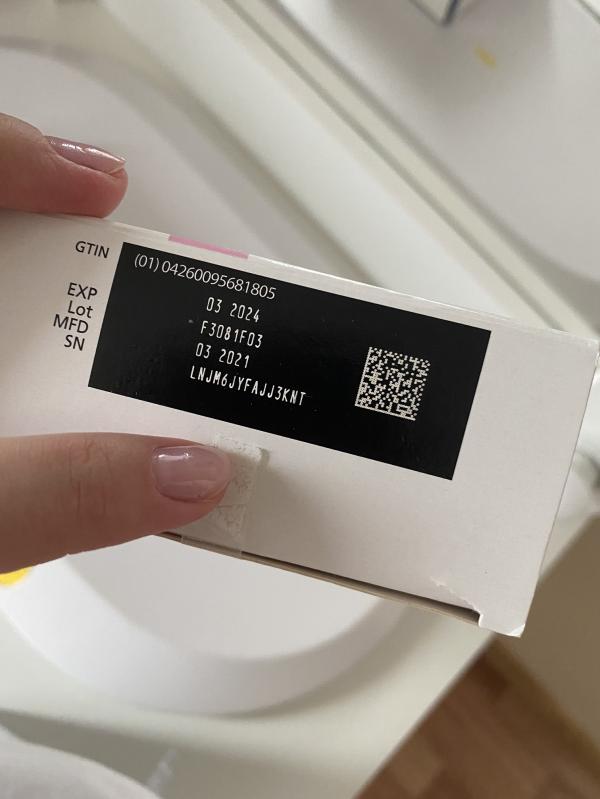 GTIN (01) 04260095681805
EXP 03 2024
Lot F3081F03
MFD 03 2021
SN LNJM6JYFAJJ3KNT